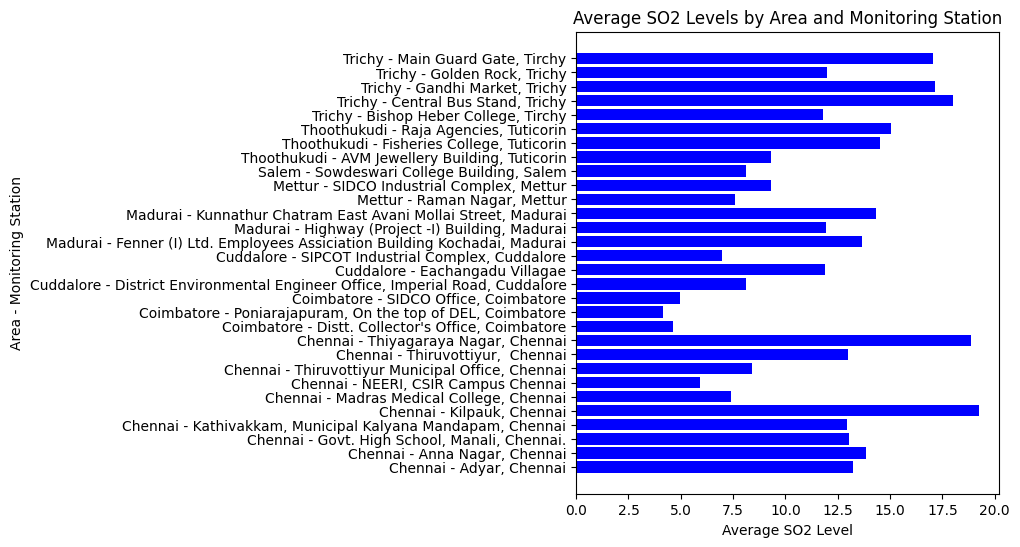 Average SO2 Levels by Area and Monitoring Station
Area - Monitoring Station
Trichy - Main Guard Gate, Tirchy
Trichy - Golden Rock, Trichy
Trichy - Gandhi Market, Trichy
Trichy - Central Bus Stand, Trichy
Trichy - Bishop Heber College, Tirchy
Thoothukudi - Raja Agencies, Tuticorin
Thoothukudi - Fisheries College, Tuticorin
Thoothukudi - AVM Jewellery Building, Tuticorin
Salem - Sowdeswari College Building, Salem
Mettur - SIDCO Industrial Complex, Mettur
Mettur - Raman Nagar, Mettur
Madurai - Kunnathur Chatram East Avani Mollai Street, Madurai
Madurai - Highway (Project -I) Building, Madurai
Madurai - Fenner (I) Ltd. Employees Assiciation Building Kochadai, Madurai
Cuddalore - SIPCOT Industrial Complex, Cuddalore
Cuddalore - Eachangadu Villagae
Cuddalore - District Environmental Engineer Office, Imperial Road, Cuddalore
Coimbatore - SIDCO Office, Coimbatore
Coimbatore - Poniarajapuram, On the top of DEL, Coimbatore
Coimbatore - Distt. Collector's Office, Coimbatore
Chennai - Thiyagaraya Nagar, Chennai
Chennai - Thiruvottiyur,  Chennai
Chennai - Thiruvottiyur Municipal Office, Chennai
Chennai - NEERI, CSIR Campus Chennai
Chennai - Madras Medical College, Chennai
Chennai - Kilpauk, Chennai
Chennai - Kathivakkam, Municipal Kalyana Mandapam, Chennai
Chennai - Govt. High School, Manali, Chennai.
Chennai - Anna Nagar, Chennai
Chennai - Adyar, Chennai
0.0 2.5 5.0 7.5 10.0 12.5 15.0 17.5 20.0
Average SO2 Level